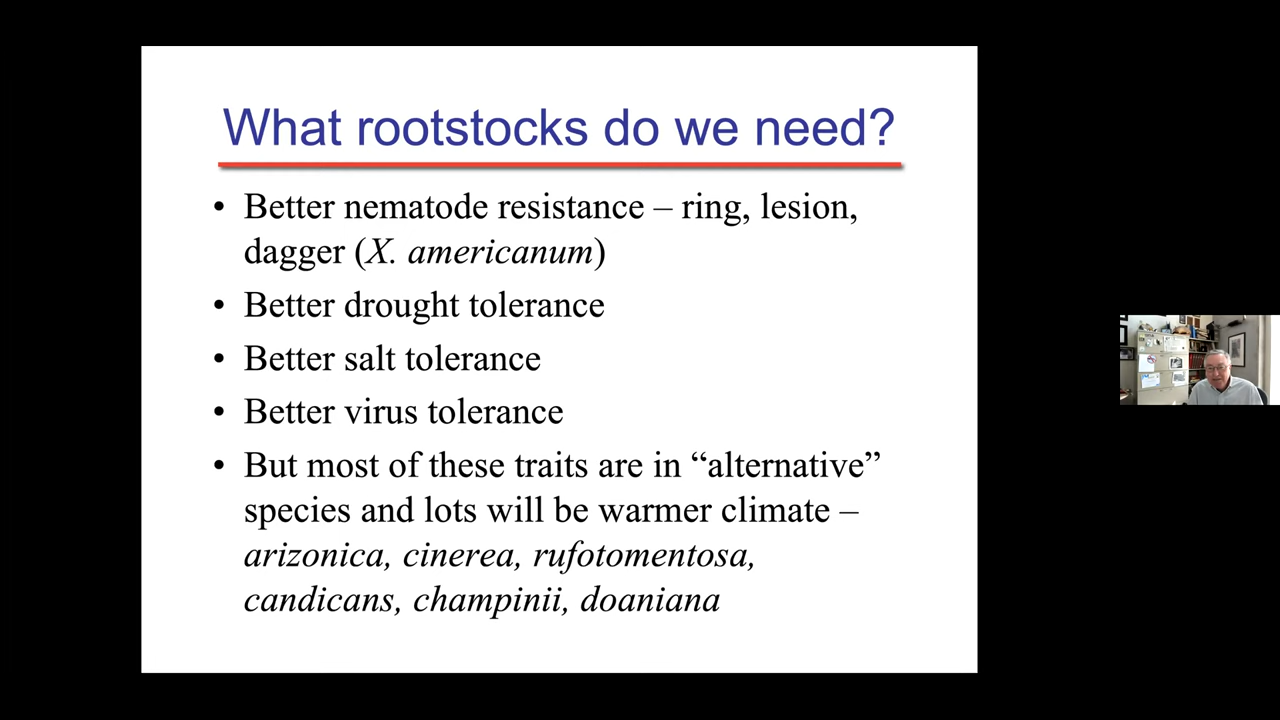 What rootstocks do we need?
• Better nematode resistance – ring, lesion,
dagger (X. americanum)
• Better drought tolerance
• Better salt tolerance
• Better virus tolerance
• But most of these traits are in “alternative”
species and lots will be warmer climate –
arizonica, cinerea, rufotomentosa,
candicans, champinii, doaniana